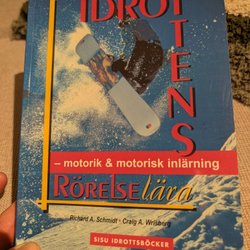 IDROTTENS
– motorik & motorisk inlärning
RÖRELSElära
Richard A. Schmidt • Craig A. Wrisberg
SISU IDROTTSBÖCKER